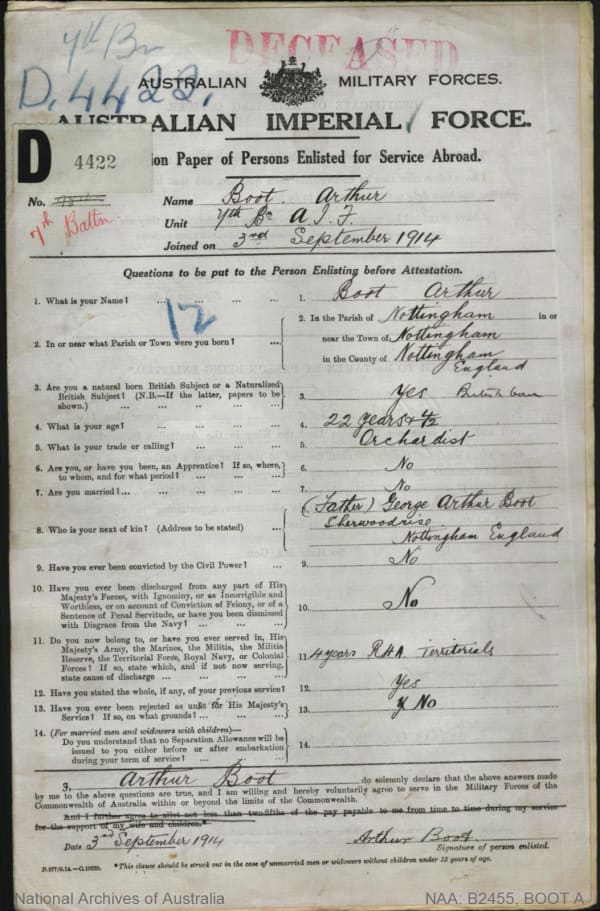 DECEASED
7th Bn
D.4422.
AUSTRALIAN MILITARY FORCES.
AUSTRALIAN IMPERIAL FORCE.
D 4422
ion Paper of Persons Enlisted for Service Abroad.
No.
7th Battn.
Name Boot Arthur
Unit 7th Bn A I F
Joined on 3rd September 1914
Questions to be put to the Person Enlisting before Attestation.
12
1. What is your Name? ... ... ... ... 1. Boot Arthur
2. In or near what Parish or Town were you born? ... 2. In the Parish of Nottingham in or
near the Town of Nottingham
in the County of Nottingham
England
3. Are you a natural born British Subject or a Naturalized
British Subject? (N.B.—If the latter, papers to be
shown.) ... ... ... ... 3. Yes British born
4. What is your age? ... ... ... ... 4. 22 years & 4/12
5. What is your trade or calling? ... ... ... 5. Orchardist
6. Are you, or have you been, an Apprentice? If so, where,
to whom, and for what period? ... ... ... 6. No
7. Are you married? ... ... ... ... ... 7. No
8. Who is your next of kin? (Address to be stated) ... 8. (Father) George Arthur Boot
Sherwood rise
Nottingham England
9. Have you ever been convicted by the Civil Power? ... 9. No
10. Have you ever been discharged from any part of His
Majesty's Forces, with Ignominy, or as Incorrigible and
Worthless, or on account of Conviction of Felony, or of a
Sentence of Penal Servitude, or have you been dismissed
with Disgrace from the Navy? ... ... ... 10. No
11. Do you now belong to, or have you ever served in, His
Majesty's Army, the Marines, the Militia, the Militia
Reserve, the Territorial Force, Royal Navy, or Colonial
Forces? If so, state which, and if not now serving,
state cause of discharge ... ... ... ... 11. 4 years R.H.A. Territorials
12. Have you stated the whole, if any, of your previous service? 12. Yes
13. Have you ever been rejected as unfit for His Majesty's
Service? If so, on what grounds? ... ... ... 13. No
14. (For married men and widowers with children)—
Do you understand that no Separation Allowance will be
issued to you either before or after embarkation
during your term of service? ... ... ... 14.
I, Arthur Boot do solemnly declare that the above answers made
by me to the above questions are true, and I am willing and hereby voluntarily agree to serve in the Military Forces of the
Commonwealth of Australia within or beyond the limits of the Commonwealth.
And I further agree to allot not less than two-fifths of the pay payable to me from time to time during my service
for the support of my wife and children.*
Date 3rd September 1914 Arthur Boot
Signature of person enlisted.
*This clause should be struck out in the case of unmarried men or widowers without children under 18 years of age.
National Archives of Australia NAA: B2455, BOOT A